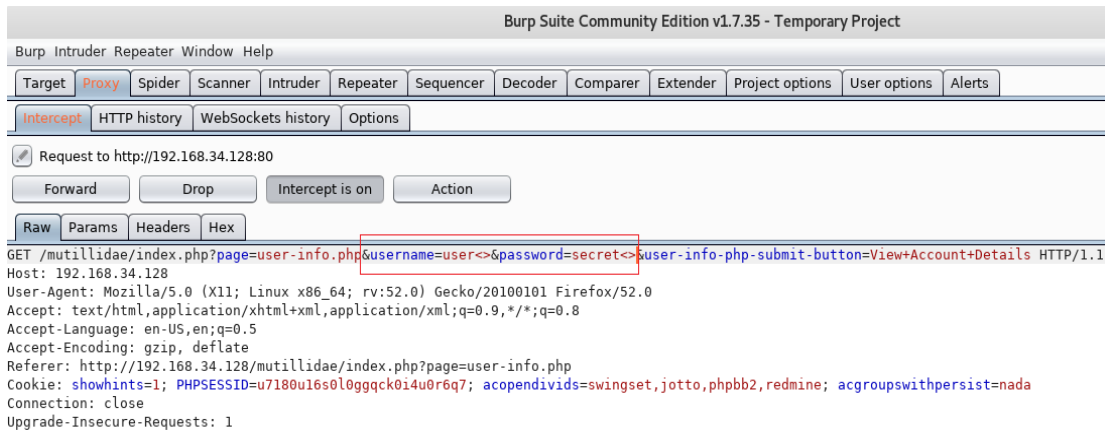 Burp Suite Community Edition v1.7.35 - Temporary Project
Burp Intruder Repeater Window Help
Target Proxy Spider Scanner Intruder Repeater Sequencer Decoder Comparer Extender Project options User options Alerts
Intercept HTTP history WebSockets history Options
Request to http://192.168.34.128:80
Forward Drop Intercept is on Action
Raw Params Headers Hex
GET /mutillidae/index.php?page=user-info.php&username=user<>&password=secret<>&user-info-php-submit-button=View+Account+Details HTTP/1.1
Host: 192.168.34.128
User-Agent: Mozilla/5.0 (X11; Linux x86_64; rv:52.0) Gecko/20100101 Firefox/52.0
Accept: text/html,application/xhtml+xml,application/xml;q=0.9,*/*;q=0.8
Accept-Language: en-US,en;q=0.5
Accept-Encoding: gzip, deflate
Referer: http://192.168.34.128/mutillidae/index.php?page=user-info.php
Cookie: showhints=1; PHPSESSID=u7180u16s0l0ggqck0i4u0r6q7; acopendivids=swingset,jotto,phpbb2,redmine; acgroupswithpersist=nada
Connection: close
Upgrade-Insecure-Requests: 1